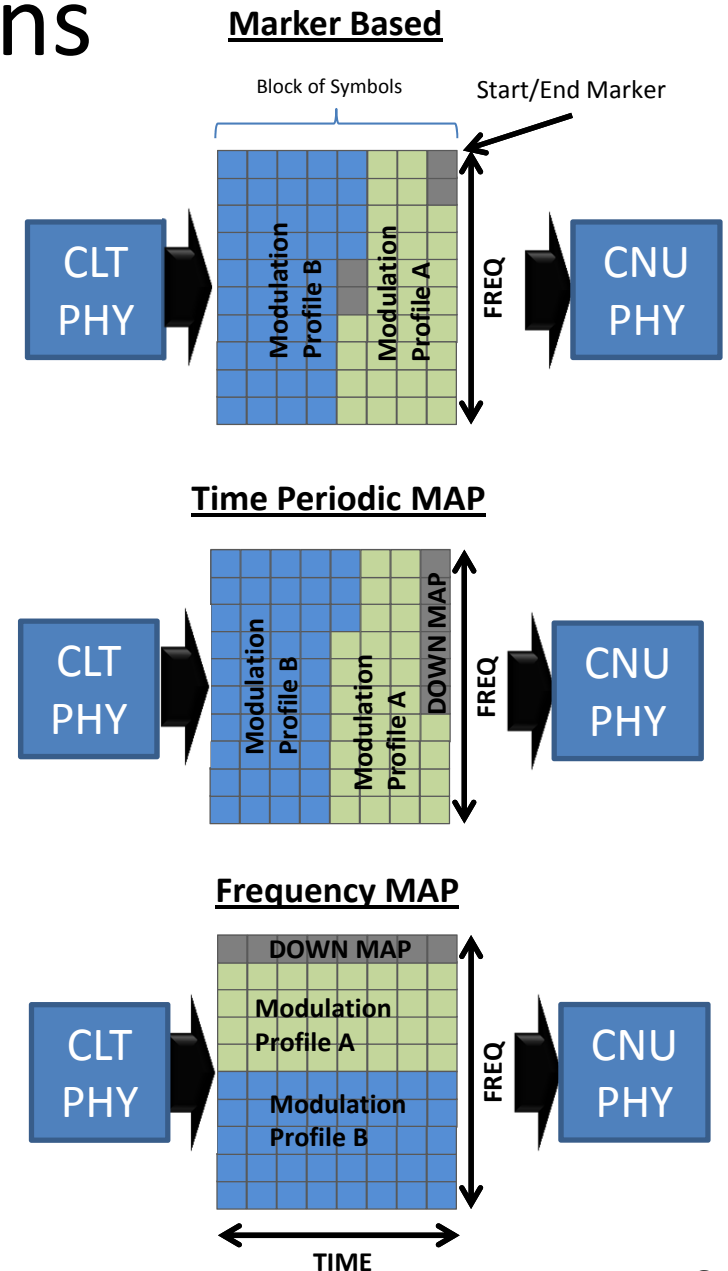 ns
Marker Based
Block of Symbols
Start/End Marker
CLT
PHY
Modulation
Profile B
Modulation
Profile A
FREQ
CNU
PHY
Time Periodic MAP
CLT
PHY
Modulation
Profile B
Modulation
Profile A
DOWN MAP
FREQ
CNU
PHY
Frequency MAP
DOWN MAP
CLT
PHY
Modulation
Profile A
Modulation
Profile B
FREQ
CNU
PHY
TIME